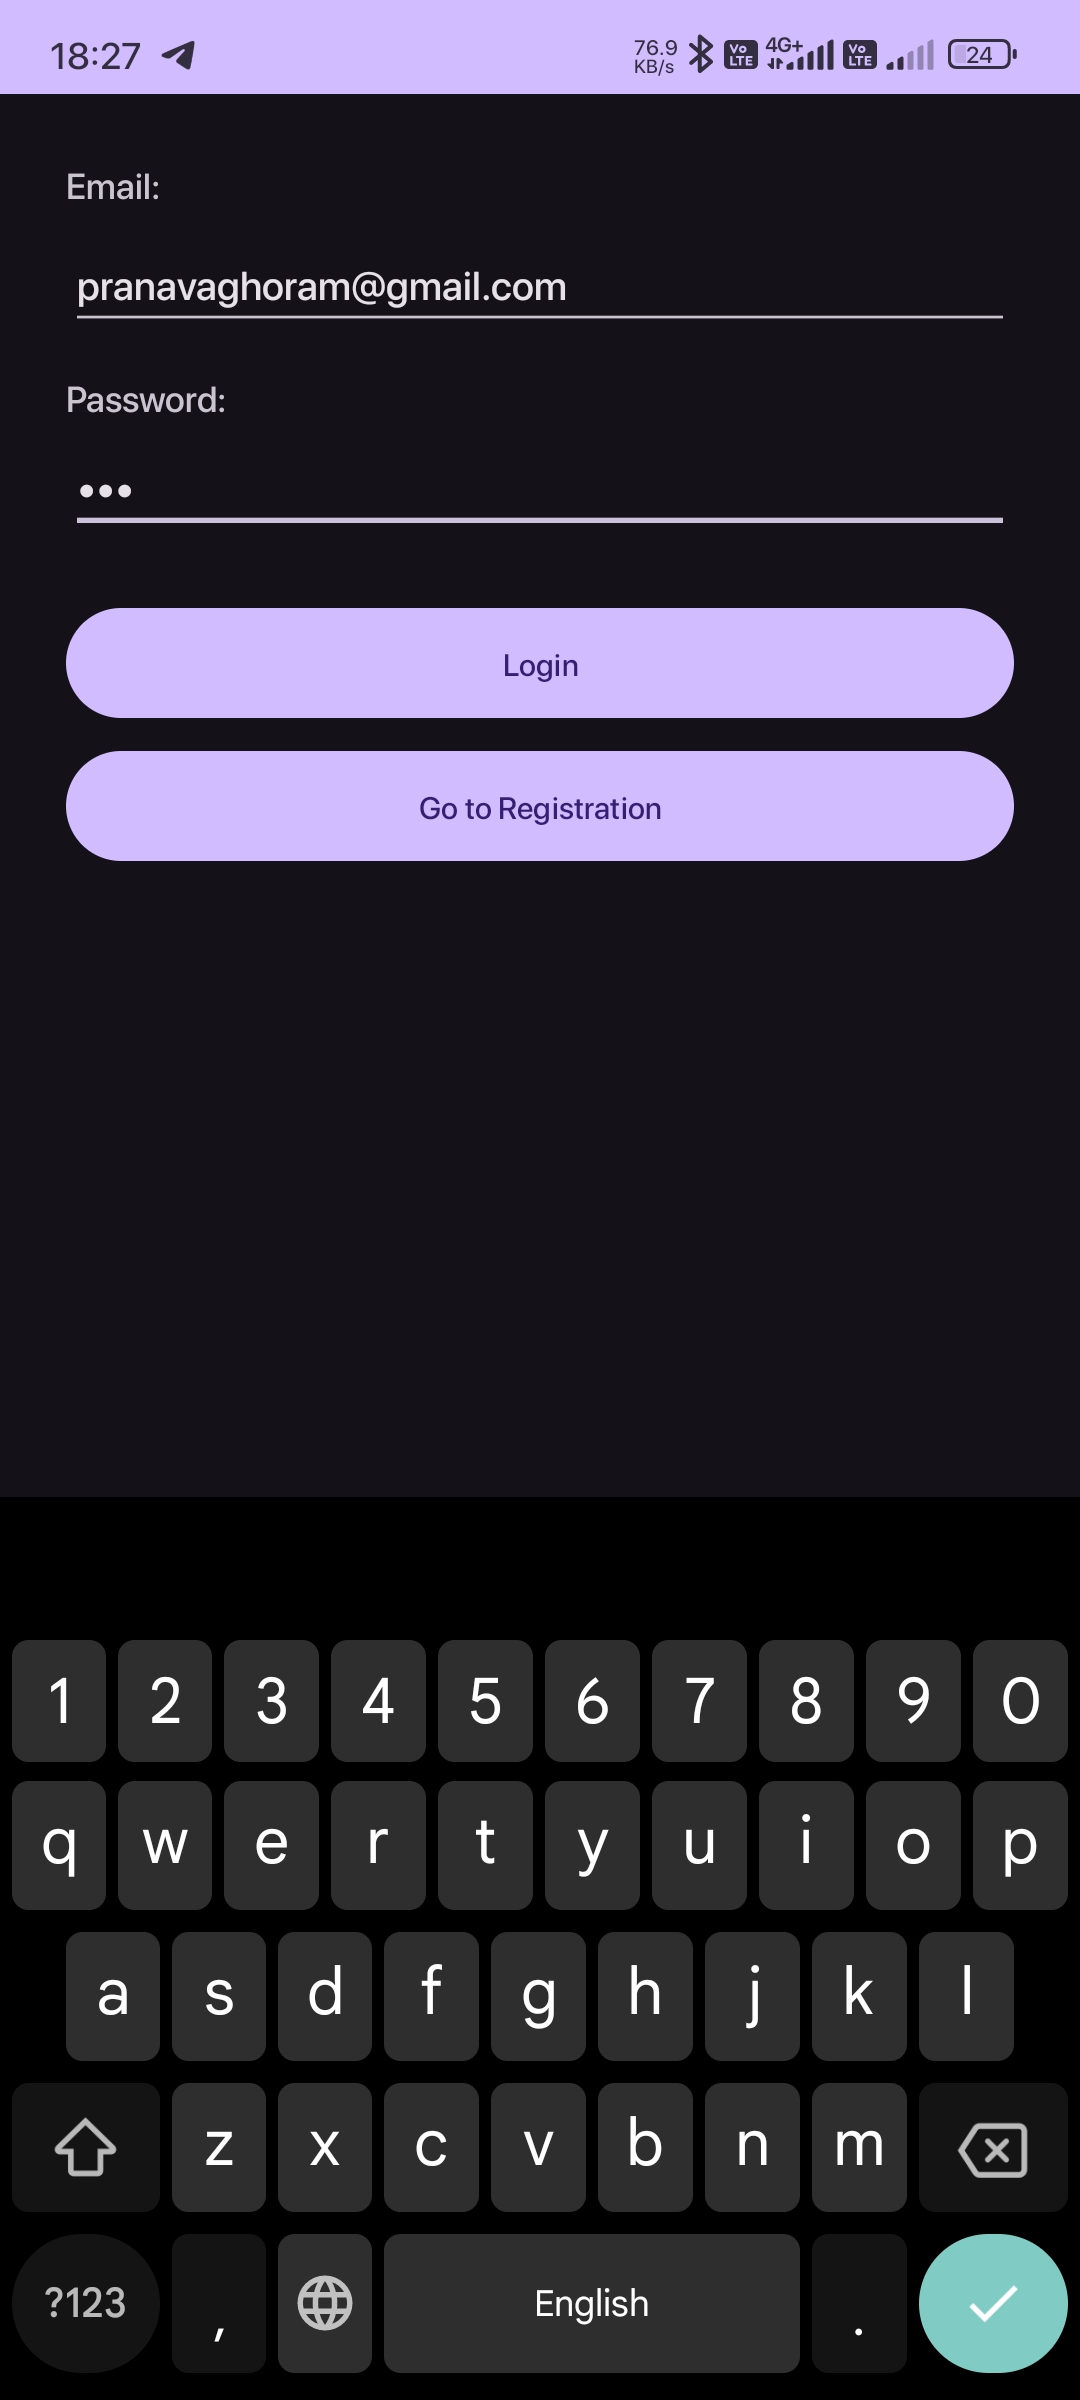 18:27
76.9
KB/s
Vo
LTE
4G+
Vo
LTE
24
Email:
pranavaghoram@gmail.com
Password:
•••
Login
Go to Registration
1 2 3 4 5 6 7 8 9 0
q w e r t y u i o p
a s d f g h j k l
z x c v b n m
?123 , English .